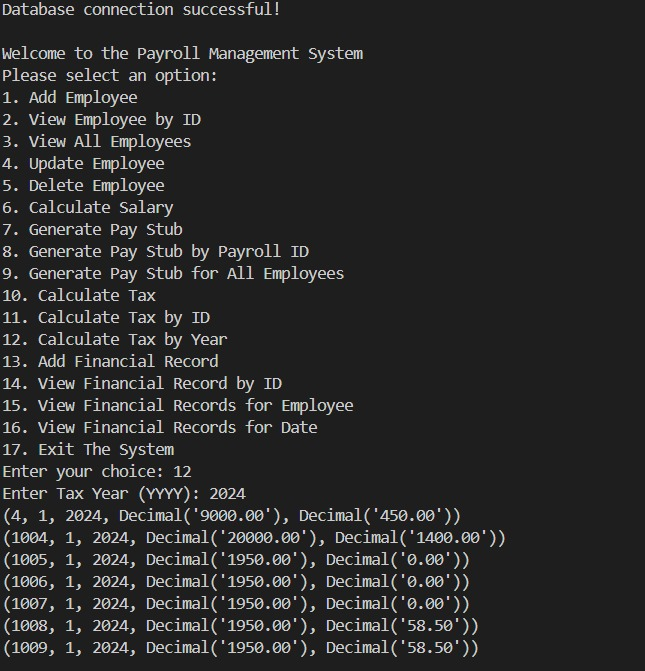 Database connection successful!
Welcome to the Payroll Management System
Please select an option:
1. Add Employee
2. View Employee by ID
3. View All Employees
4. Update Employee
5. Delete Employee
6. Calculate Salary
7. Generate Pay Stub
8. Generate Pay Stub by Payroll ID
9. Generate Pay Stub for All Employees
10. Calculate Tax
11. Calculate Tax by ID
12. Calculate Tax by Year
13. Add Financial Record
14. View Financial Record by ID
15. View Financial Records for Employee
16. View Financial Records for Date
17. Exit The System
Enter your choice: 12
Enter Tax Year (YYYY): 2024
(4, 1, 2024, Decimal('9000.00'), Decimal('450.00'))
(1004, 1, 2024, Decimal('20000.00'), Decimal('1400.00'))
(1005, 1, 2024, Decimal('1950.00'), Decimal('0.00'))
(1006, 1, 2024, Decimal('1950.00'), Decimal('0.00'))
(1007, 1, 2024, Decimal('1950.00'), Decimal('0.00'))
(1008, 1, 2024, Decimal('1950.00'), Decimal('58.50'))
(1009, 1, 2024, Decimal('1950.00'), Decimal('58.50'))